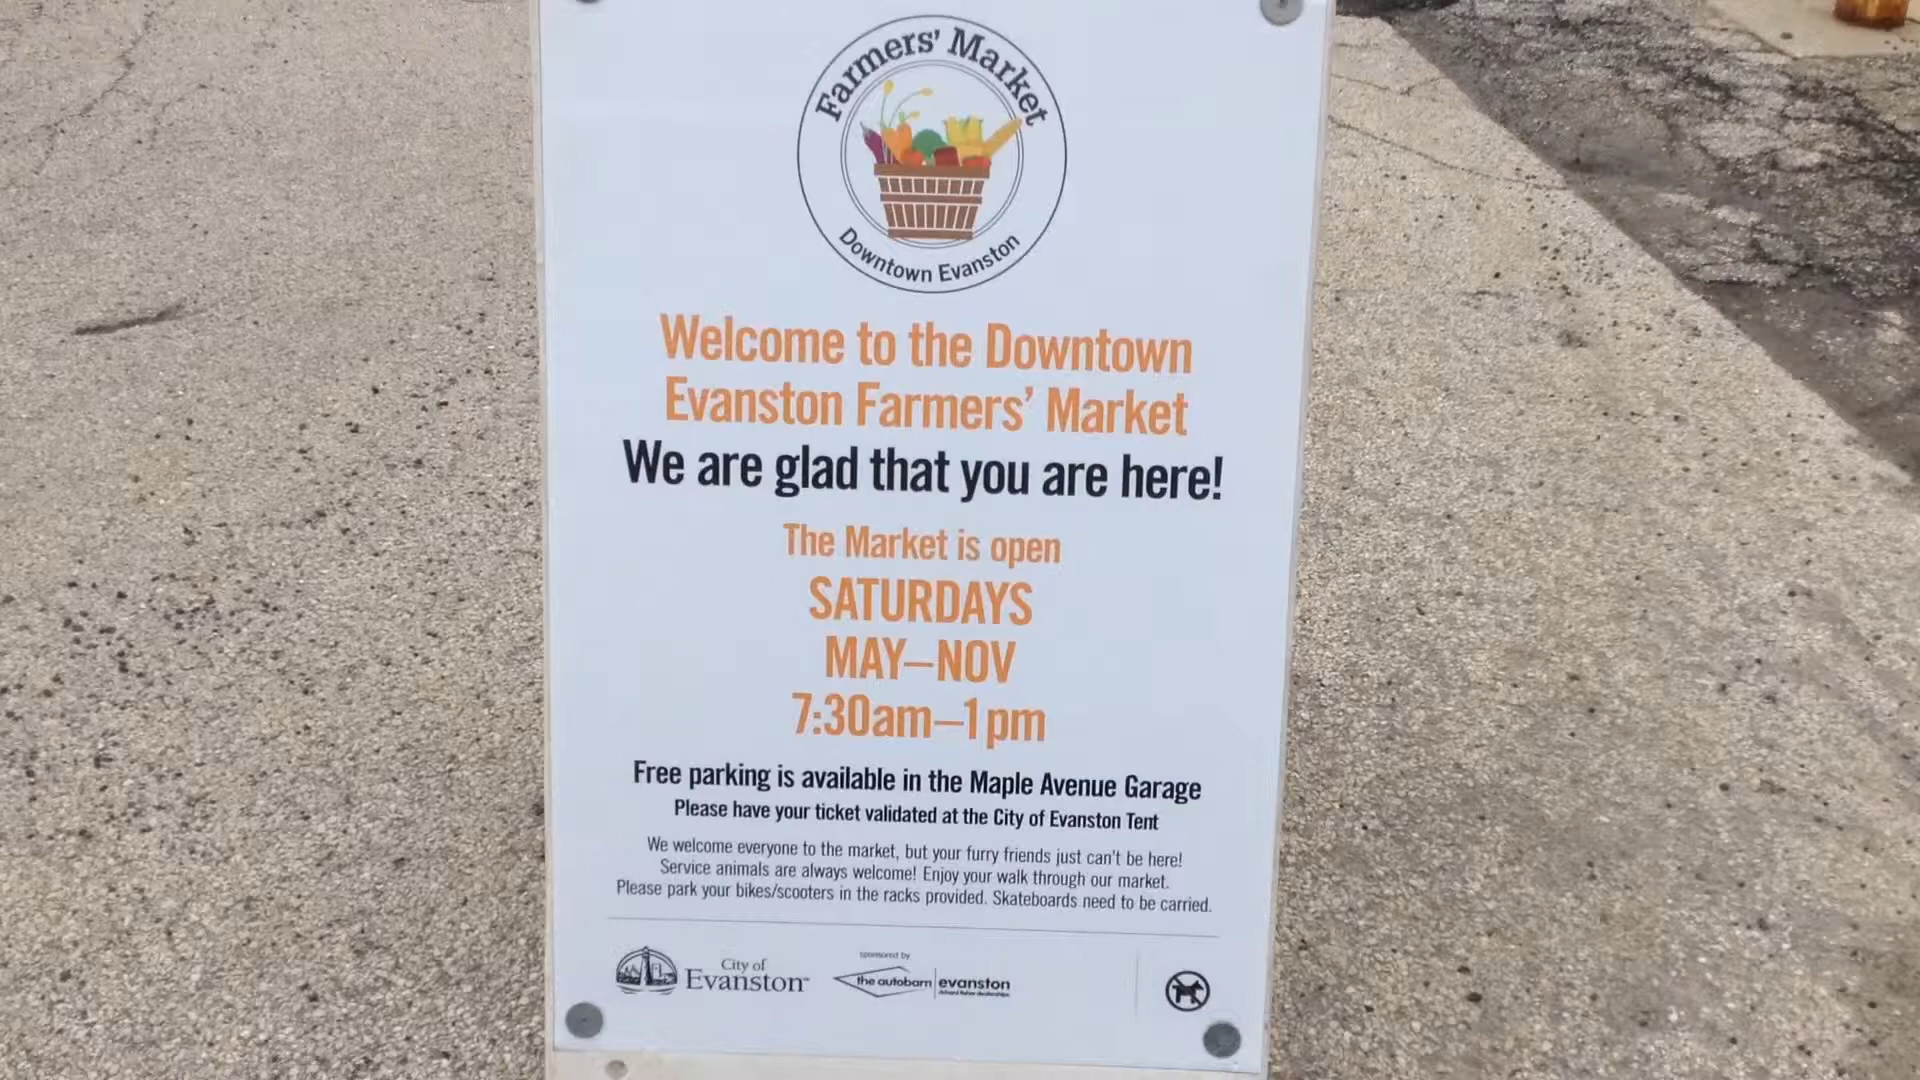 Farmers' Market
Downtown Evanston
Welcome to the Downtown
Evanston Farmers' Market
We are glad that you are here!
The Market is open
SATURDAYS
MAY–NOV
7:30am–1pm
Free parking is available in the Maple Avenue Garage
Please have your ticket validated at the City of Evanston Tent
We welcome everyone to the market, but your furry friends just can't be here!
Service animals are always welcome! Enjoy your walk through our market.
Please park your bikes/scooters in the racks provided. Skateboards need to be carried.
City of
Evanston
sponsored by
the autobarn evanston